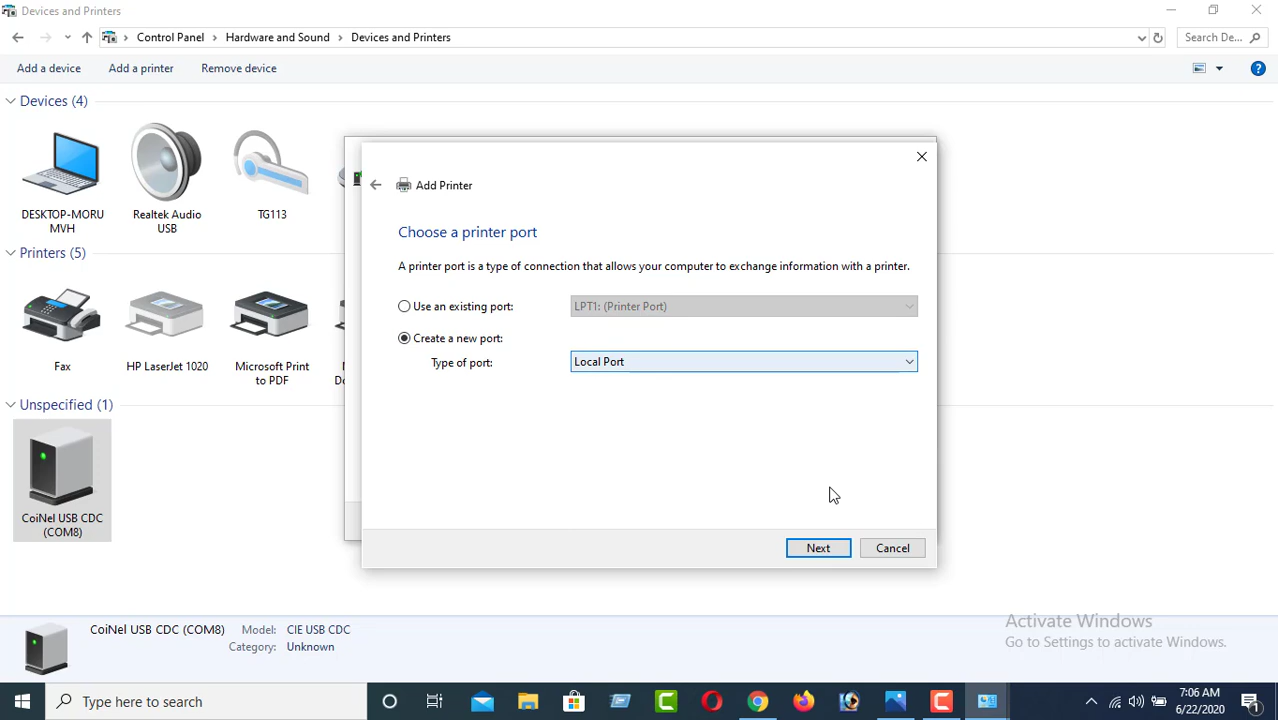 Devices and Printers
Control Panel > Hardware and Sound > Devices and Printers
Search De...
Add a device
Add a printer
Remove device
Devices (4)
DESKTOP-MORU
MVH
Realtek Audio
USB
TG113
Printers (5)
Fax
HP LaserJet 1020
Microsoft Print
to PDF
Unspecified (1)
CoiNel USB CDC
(COM8)
Add Printer
Choose a printer port
A printer port is a type of connection that allows your computer to exchange information with a printer.
Use an existing port:
LPT1: (Printer Port)
Create a new port:
Type of port:
Local Port
Next
Cancel
CoiNel USB CDC (COM8)
Model:
CIE USB CDC
Category:
Unknown
Activate Windows
Go to Settings to activate Windows.
Type here to search
7:06 AM
6/22/2020
1